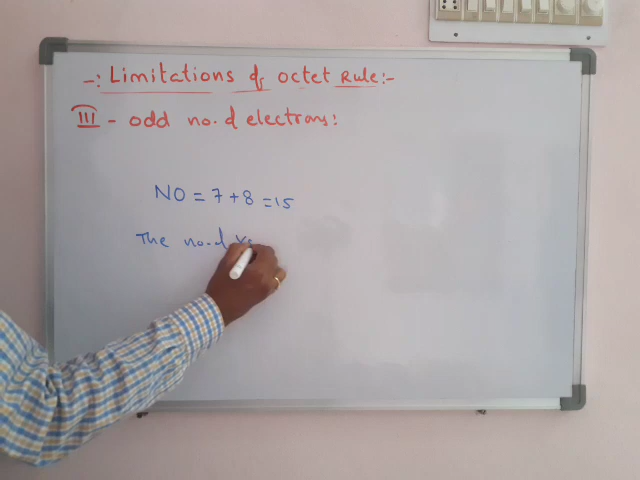 -: Limitations of octet Rule:-
III - odd no. of electrons:
NO = 7 + 8 = 15
The no. of